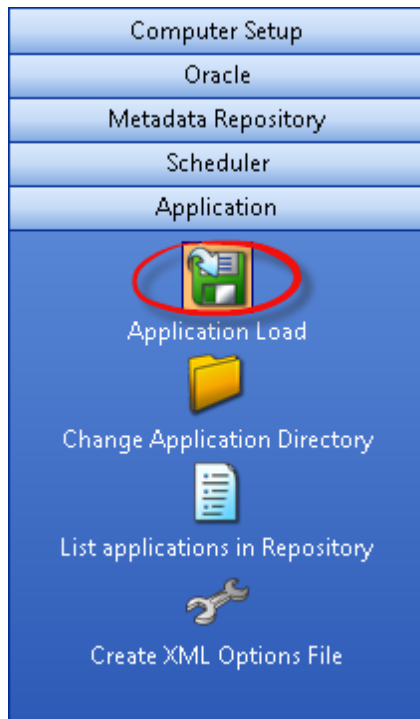 Computer Setup
Oracle
Metadata Repository
Scheduler
Application
Application Load
Change Application Directory
List applications in Repository
Create XML Options File